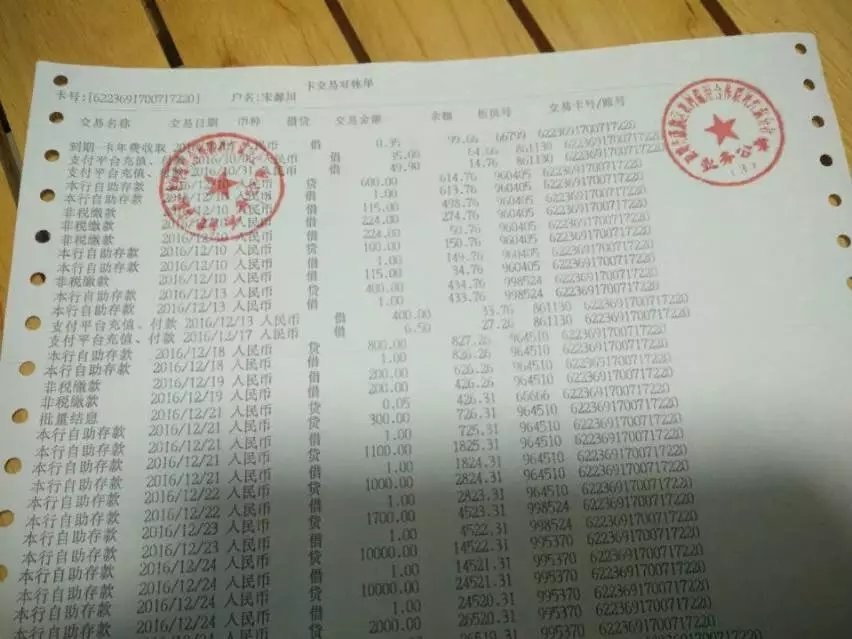 卡交易对帐单
卡号:[6223691700717220] 户名:宋
交易名称 交易日期 币种 借贷 交易金额 余额 柜员号 交易卡号/账号
到期一卡年费收取 人民币 借 0.35 99.66 66799 6223691700717220
支付平台充值、付款 2016/10/ 人民币 借 35.00 64.66 861130 6223691700717220
支付平台充值、付款 2016/10/31 人民币 借 49.90 14.76 861130 6223691700717220
本行自助存款 2016/12/10 人民币 贷 600.00 614.76 960405 6223691700717220
本行自助存款 2016/12/10 人民币 借 1.00 613.76 960405 6223691700717220
非税缴款 2016/12/10 人民币 借 115.00 498.76 960405 6223691700717220
非税缴款 2016/12/10 人民币 借 224.00 274.76 960405 6223691700717220
非税缴款 2016/12/10 人民币 借 224.00 50.76 960405 6223691700717220
本行自助存款 2016/12/10 人民币 贷 100.00 150.76 960405 6223691700717220
本行自助存款 2016/12/10 人民币 借 1.00 149.76 960405 6223691700717220
非税缴款 2016/12/10 人民币 借 115.00 34.76 960405 6223691700717220
本行自助存款 2016/12/13 人民币 贷 400.00 434.76 998524 6223691700717220
本行自助存款 2016/12/13 人民币 借 1.00 433.76 998524 6223691700717220
支付平台充值、付款 2016/12/13 人民币 借 400.00 33.76 861130 6223691700717220
支付平台充值、付款 2016/12/17 人民币 借 6.50 27.26 861130 6223691700717220
本行自助存款 2016/12/18 人民币 贷 800.00 827.26 964510 6223691700717220
本行自助存款 2016/12/18 人民币 借 1.00 826.26 964510 6223691700717220
非税缴款 2016/12/19 人民币 借 200.00 626.26 964510 6223691700717220
非税缴款 2016/12/19 人民币 借 200.00 426.26 964510 6223691700717220
批量结息 2016/12/21 人民币 贷 0.05 426.31 66666 6223691700717220
本行自助存款 2016/12/21 人民币 贷 300.00 726.31 964510 6223691700717220
本行自助存款 2016/12/21 人民币 借 1.00 725.31 964510 6223691700717220
本行自助存款 2016/12/21 人民币 贷 1100.00 1825.31 964510 6223691700717220
本行自助存款 2016/12/21 人民币 借 1.00 1824.31 964510 6223691700717220
本行自助存款 2016/12/22 人民币 贷 1000.00 2824.31 964510 6223691700717220
本行自助存款 2016/12/22 人民币 借 1.00 2823.31 964510 6223691700717220
本行自助存款 2016/12/23 人民币 贷 1700.00 4523.31 998524 6223691700717220
本行自助存款 2016/12/23 人民币 借 1.00 4522.31 998524 6223691700717220
本行自助存款 2016/12/24 人民币 贷 10000.00 14522.31 995370 6223691700717220
本行自助存款 2016/12/24 人民币 借 1.00 14521.31 995370 6223691700717220
本行自助存款 2016/12/24 人民币 贷 10000.00 24521.31 995370 6223691700717220
本行自助存款 2016/12/24 人民币 借 1.00 24520.31 995370 6223691700717220
人民币 贷 2000.00 26520.31 995370 6223691700717220
26519.31 995370
业务公章